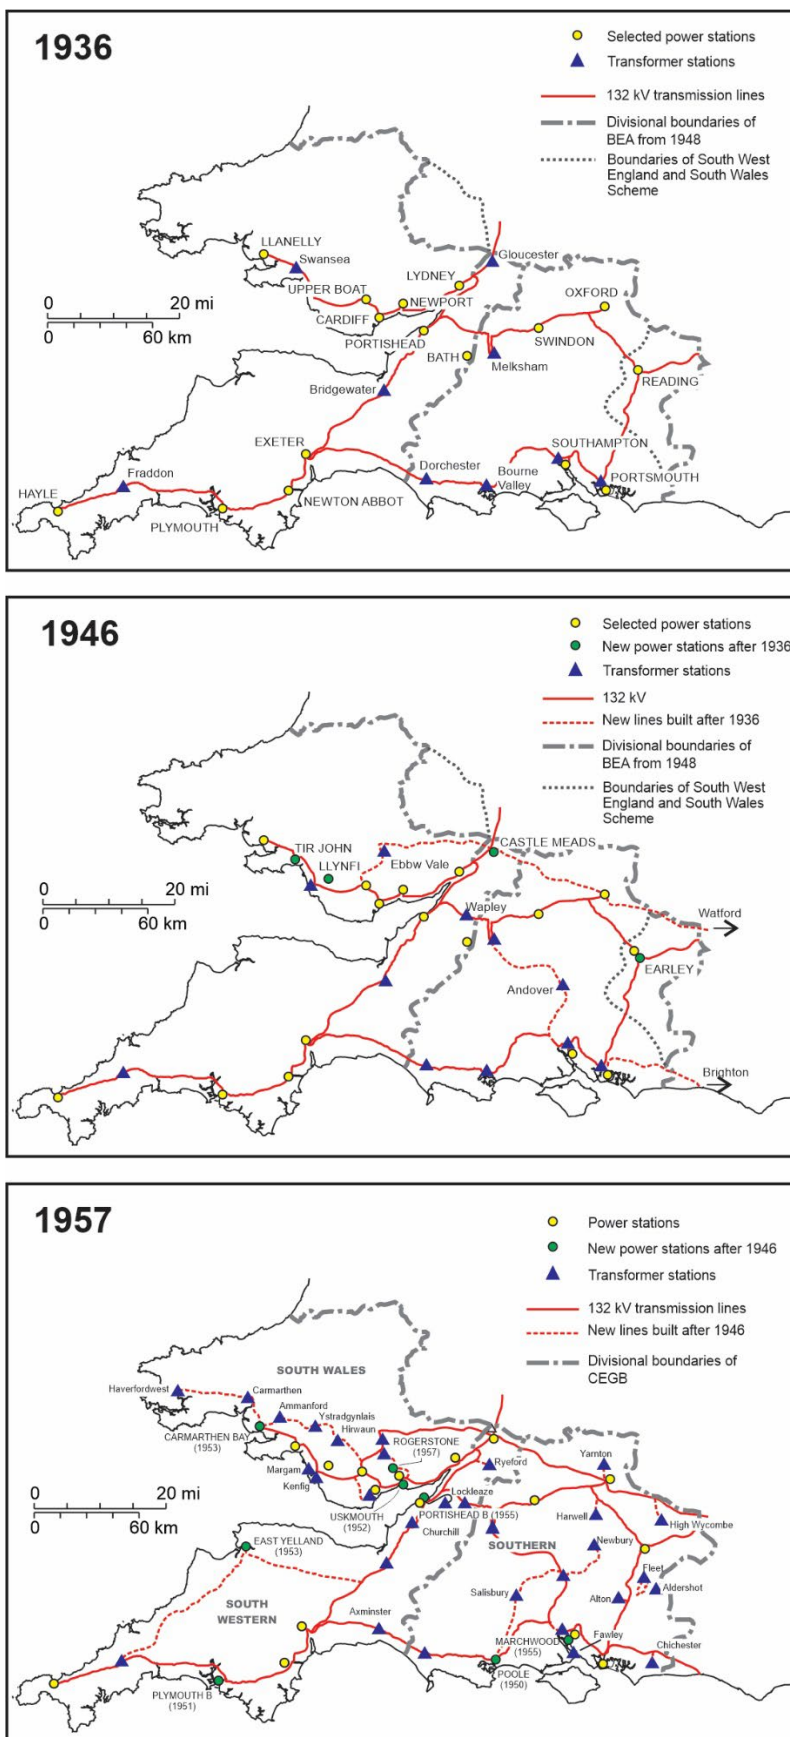 1936
Selected power stations
Transformer stations
132 kV transmission lines
Divisional boundaries of
BEA from 1948
Boundaries of South West
England and South Wales
Scheme
LLANELLY
Swansea
Gloucester
LYDNEY
UPPER BOAT
NEWPORT
OXFORD
0 20 mi
0 60 km
CARDIFF
PORTISHEAD
SWINDON
BATH
Melksham
READING
Bridgewater
EXETER
SOUTHAMPTON
Fraddon
Dorchester
Bourne
Valley
PORTSMOUTH
HAYLE
NEWTON ABBOT
PLYMOUTH
1946
Selected power stations
New power stations after 1936
Transformer stations
132 kV
New lines built after 1936
Divisional boundaries of
BEA from 1948
Boundaries of South West
England and South Wales
Scheme
TIR JOHN
CASTLE MEADS
LLYNFI
Ebbw Vale
0 20 mi
0 60 km
Wapley
Watford
EARLEY
Andover
Brighton
1957
Power stations
New power stations after 1946
Transformer stations
132 kV transmission lines
New lines built after 1946
Divisional boundaries of
CEGB
SOUTH WALES
Haverfordwest
Carmarthen
Ammanford
Ystradgynlais
Hirwaun
CARMARTHEN BAY
(1953)
ROGERSTONE
(1957)
Yarnton
Ryeford
Margam
Kenfig
Lockleaze
0 20 mi
0 60 km
USKMOUTH
(1952)
PORTISHEAD B (1955)
Harwell
High Wycombe
Churchill
EAST YELLAND
(1953)
SOUTHERN
Newbury
Fleet
Aldershot
SOUTH
WESTERN
Salisbury
Alton
Axminster
MARCHWOOD
(1955)
Fawley
Chichester
POOLE
(1950)
PLYMOUTH B
(1951)